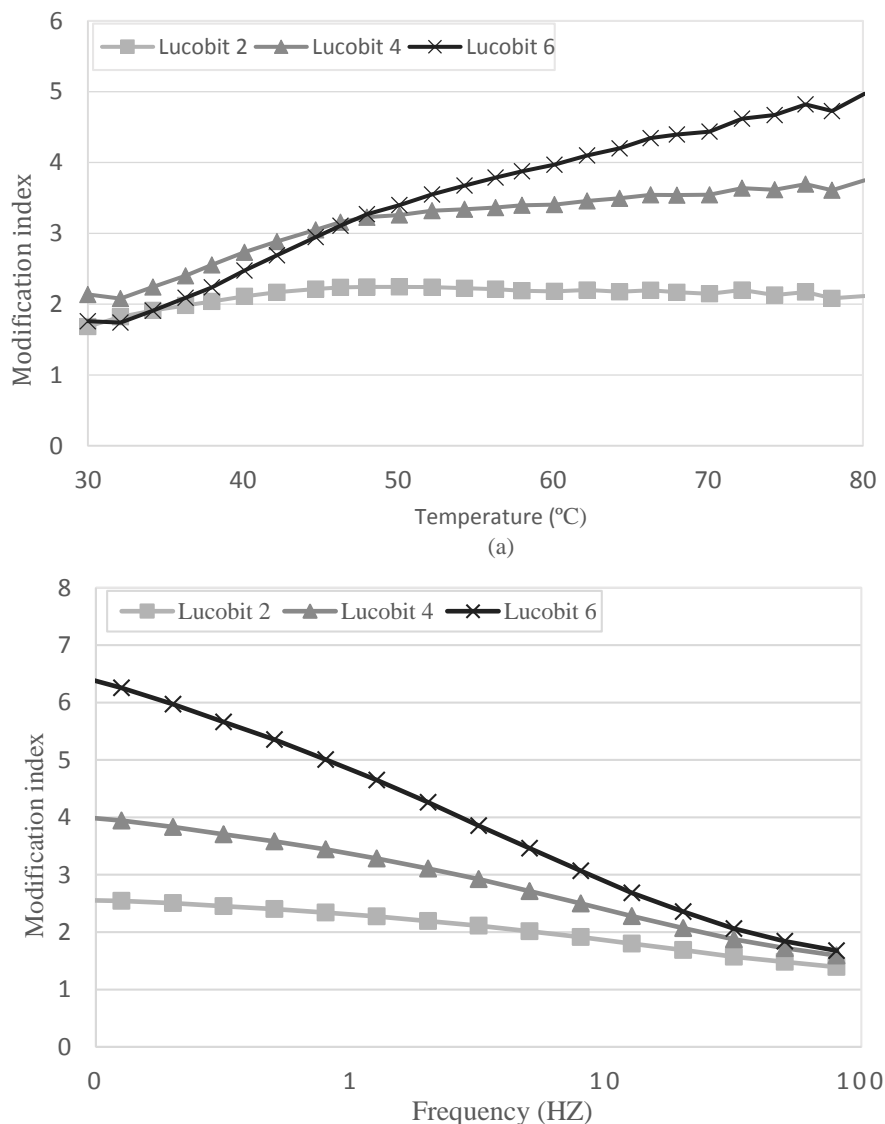 6
5
4
3
2
1
0
Lucobit 2 Lucobit 4 Lucobit 6
Modification index
30 40 50 60 70 80
Temperature (ºC)
(a)
8
7
6
5
4
3
2
1
0
Lucobit 2 Lucobit 4 Lucobit 6
Modification index
0 1 10 100
Frequency (HZ)